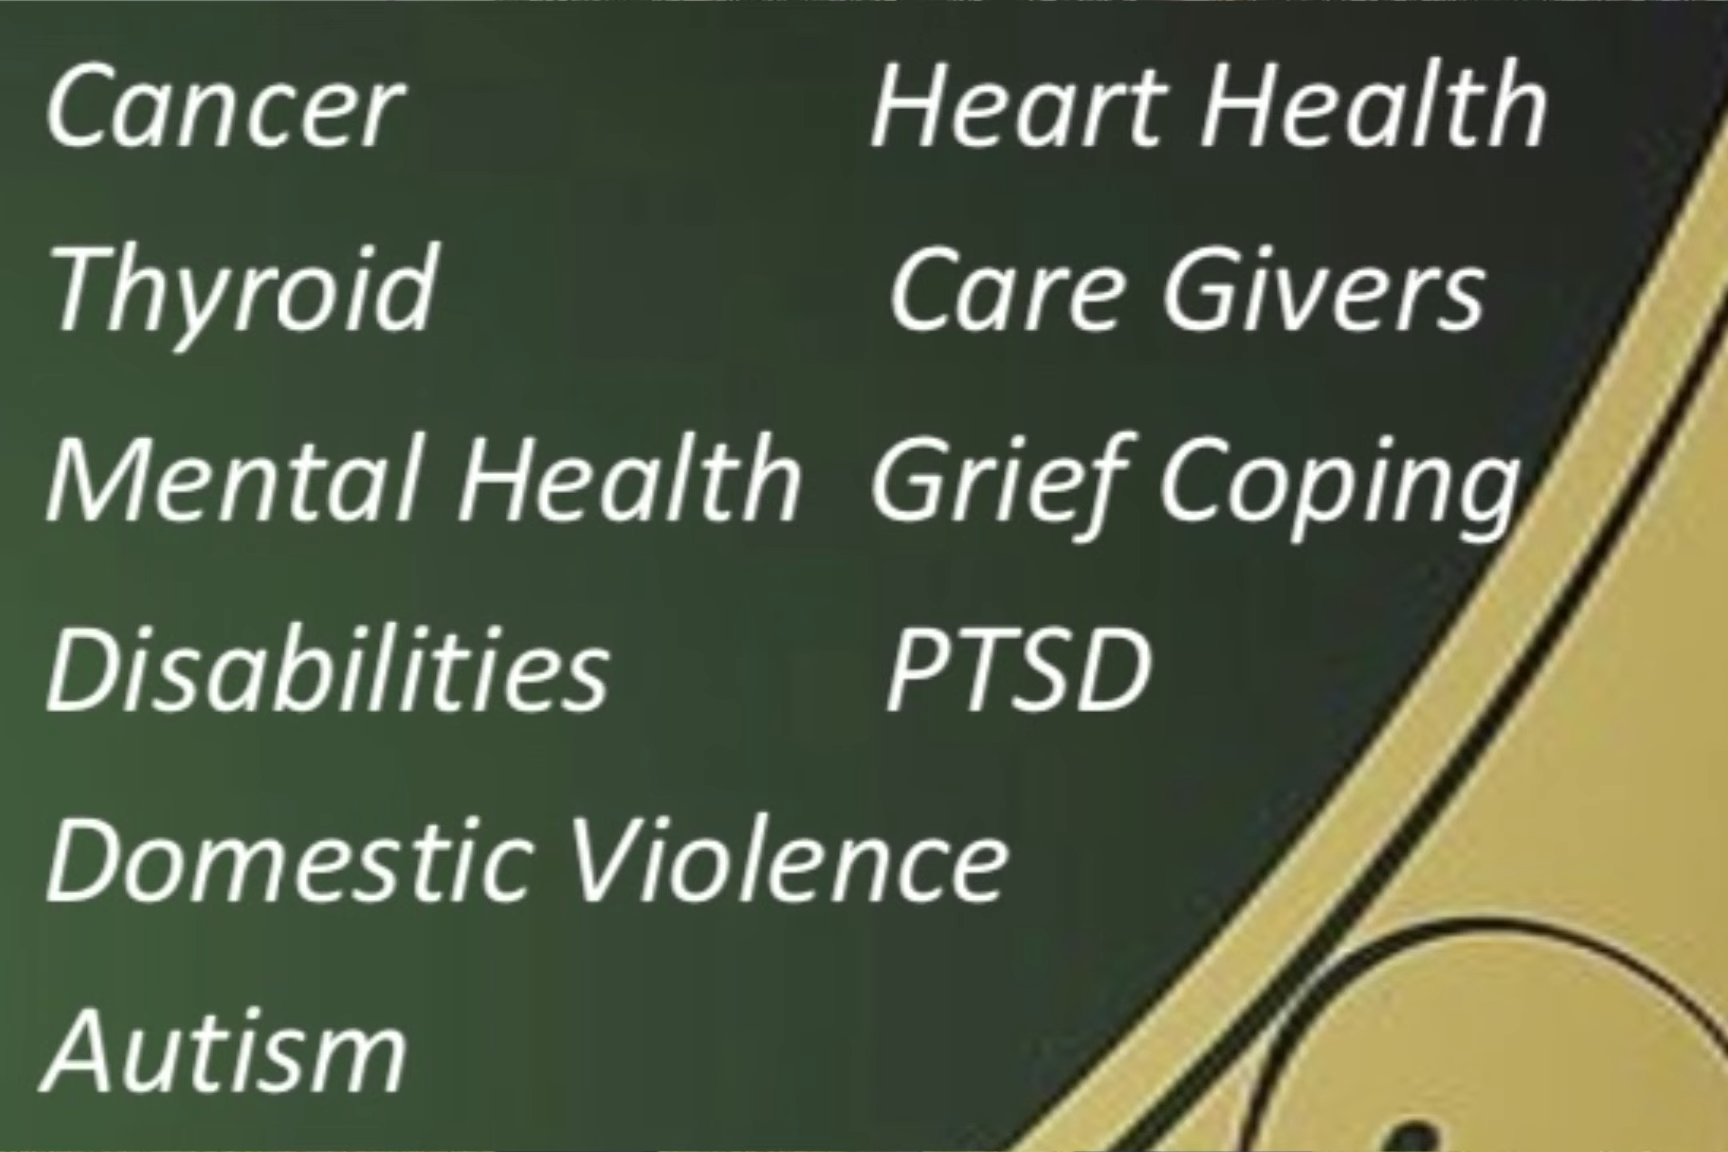 Cancer
Heart Health
Thyroid
Care Givers
Mental Health
Grief Coping
Disabilities
PTSD
Domestic Violence
Autism